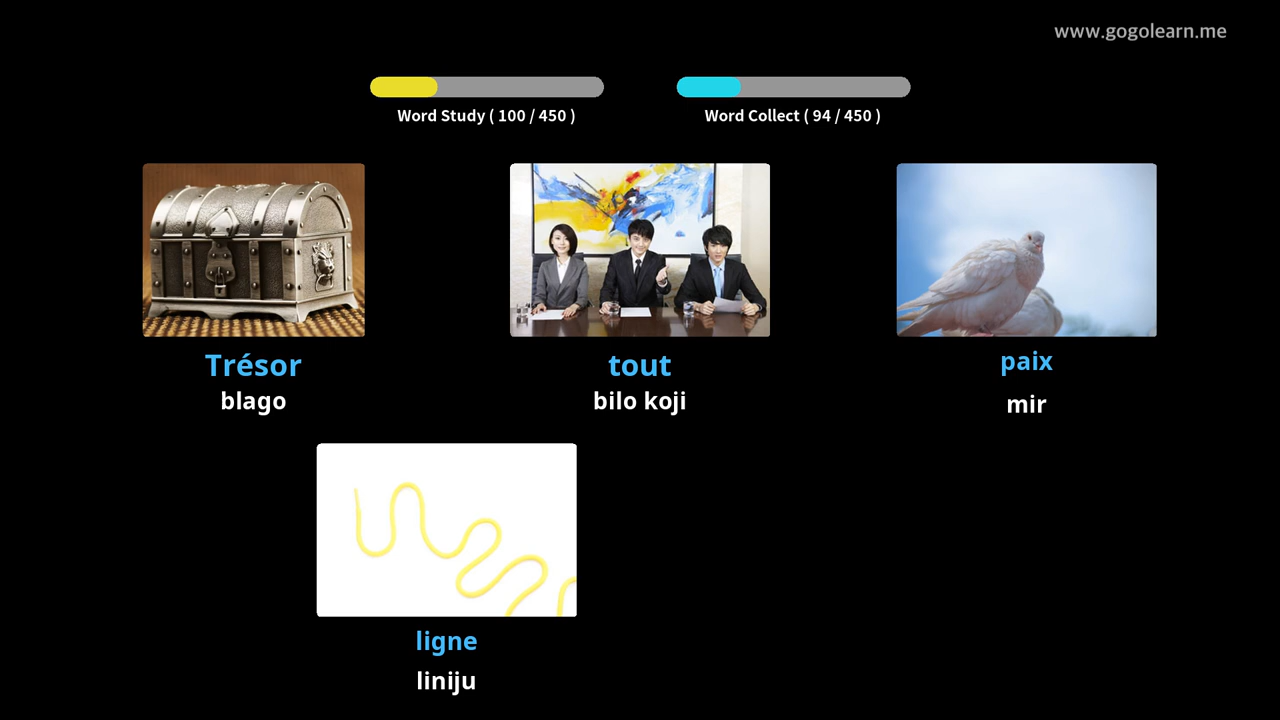 www.gogolearn.me
Word Study ( 100 / 450 )
Word Collect ( 94 / 450 )
Trésor
blago
tout
bilo koji
paix
mir
ligne
liniju